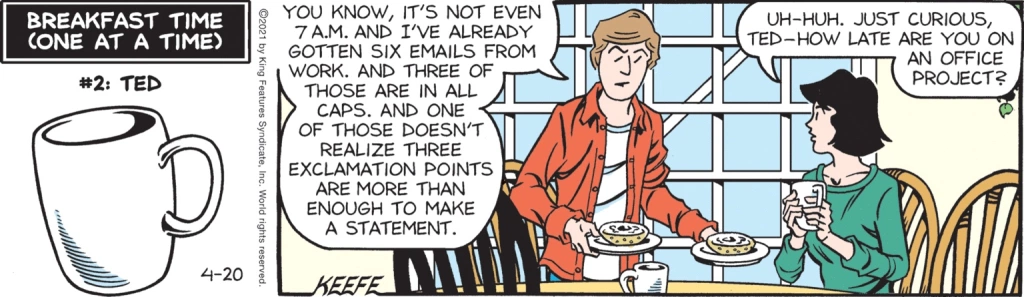 BREAKFAST TIME
(ONE AT A TIME)
#2: TED
4-20
©2021 by King Features Syndicate, Inc. World rights reserved.
YOU KNOW, IT'S NOT EVEN
7 A.M. AND I'VE ALREADY
GOTTEN SIX EMAILS FROM
WORK. AND THREE OF
THOSE ARE IN ALL
CAPS. AND ONE
OF THOSE DOESN'T
REALIZE THREE
EXCLAMATION POINTS
ARE MORE THAN
ENOUGH TO MAKE
A STATEMENT.
UH-HUH. JUST CURIOUS,
TED-HOW LATE ARE YOU ON
AN OFFICE
PROJECT?
KEEFE